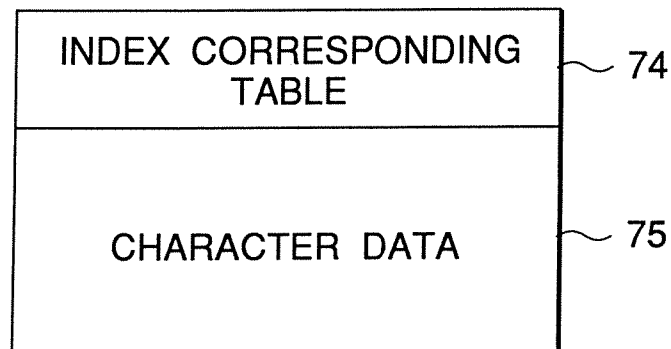 INDEX CORRESPONDING
TABLE
74
CHARACTER DATA
75